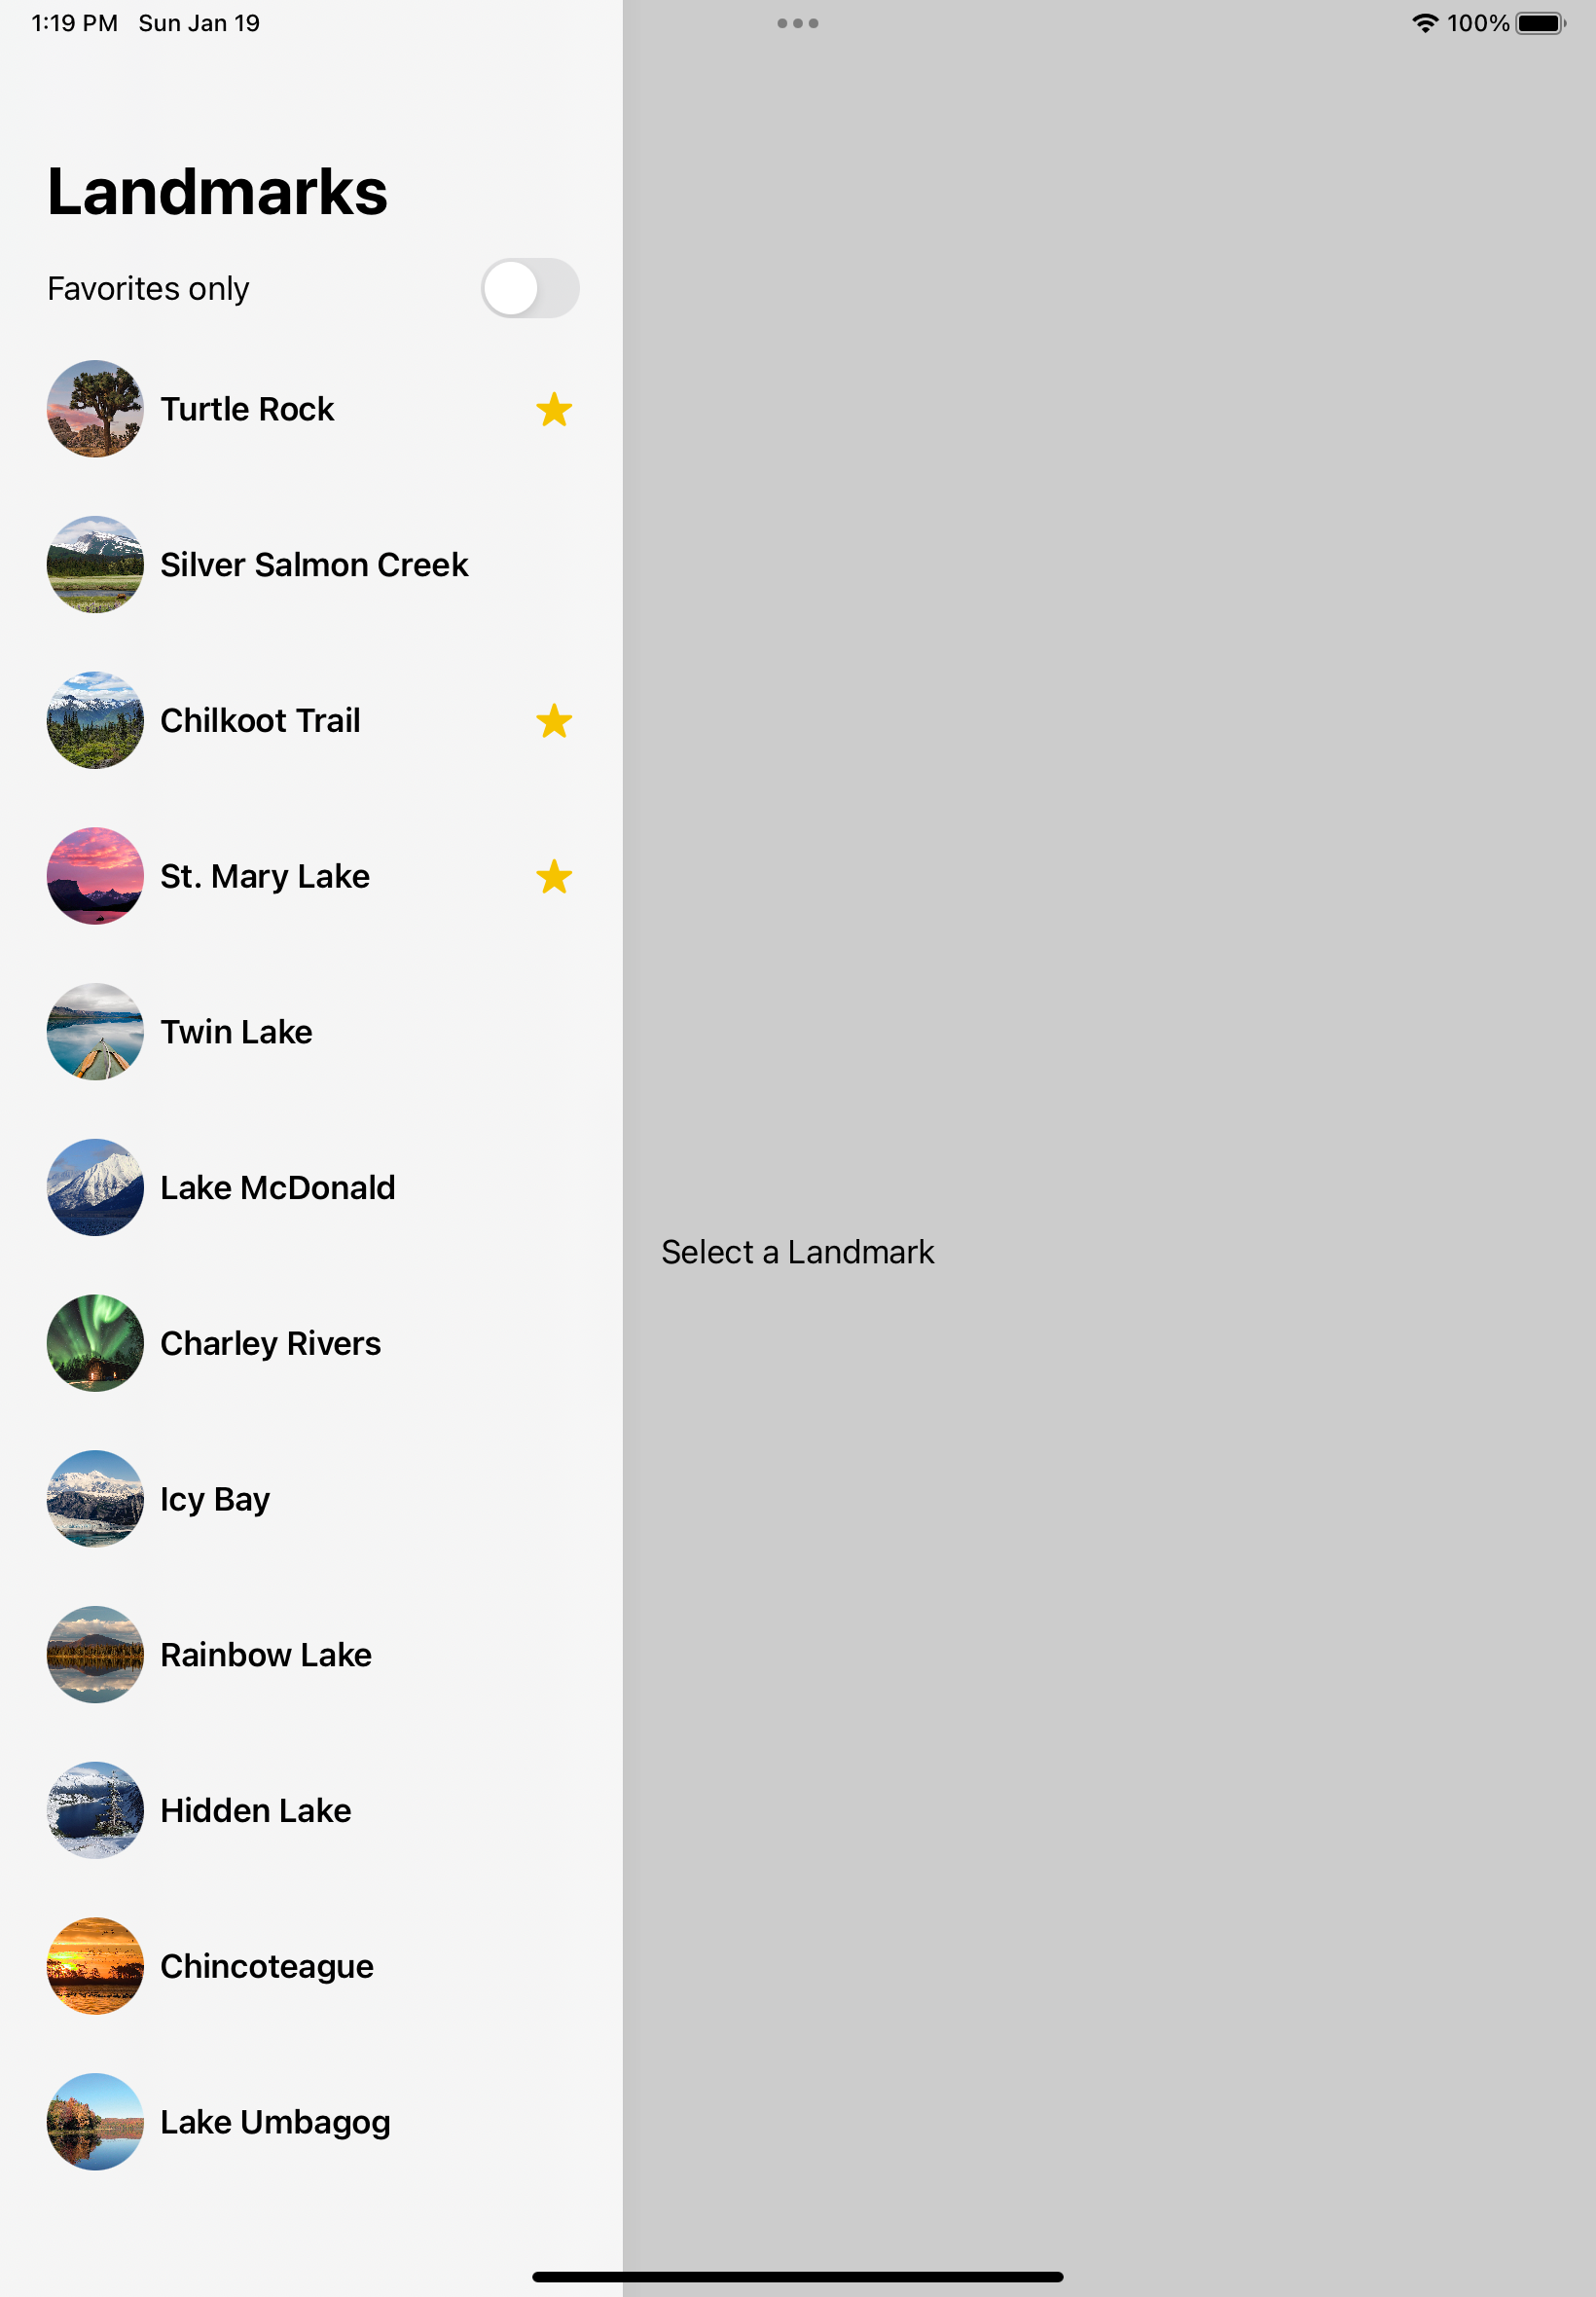 1:19 PM Sun Jan 19
100%
Landmarks
Favorites only
Turtle Rock
Silver Salmon Creek
Chilkoot Trail
St. Mary Lake
Twin Lake
Lake McDonald
Select a Landmark
Charley Rivers
Icy Bay
Rainbow Lake
Hidden Lake
Chincoteague
Lake Umbagog